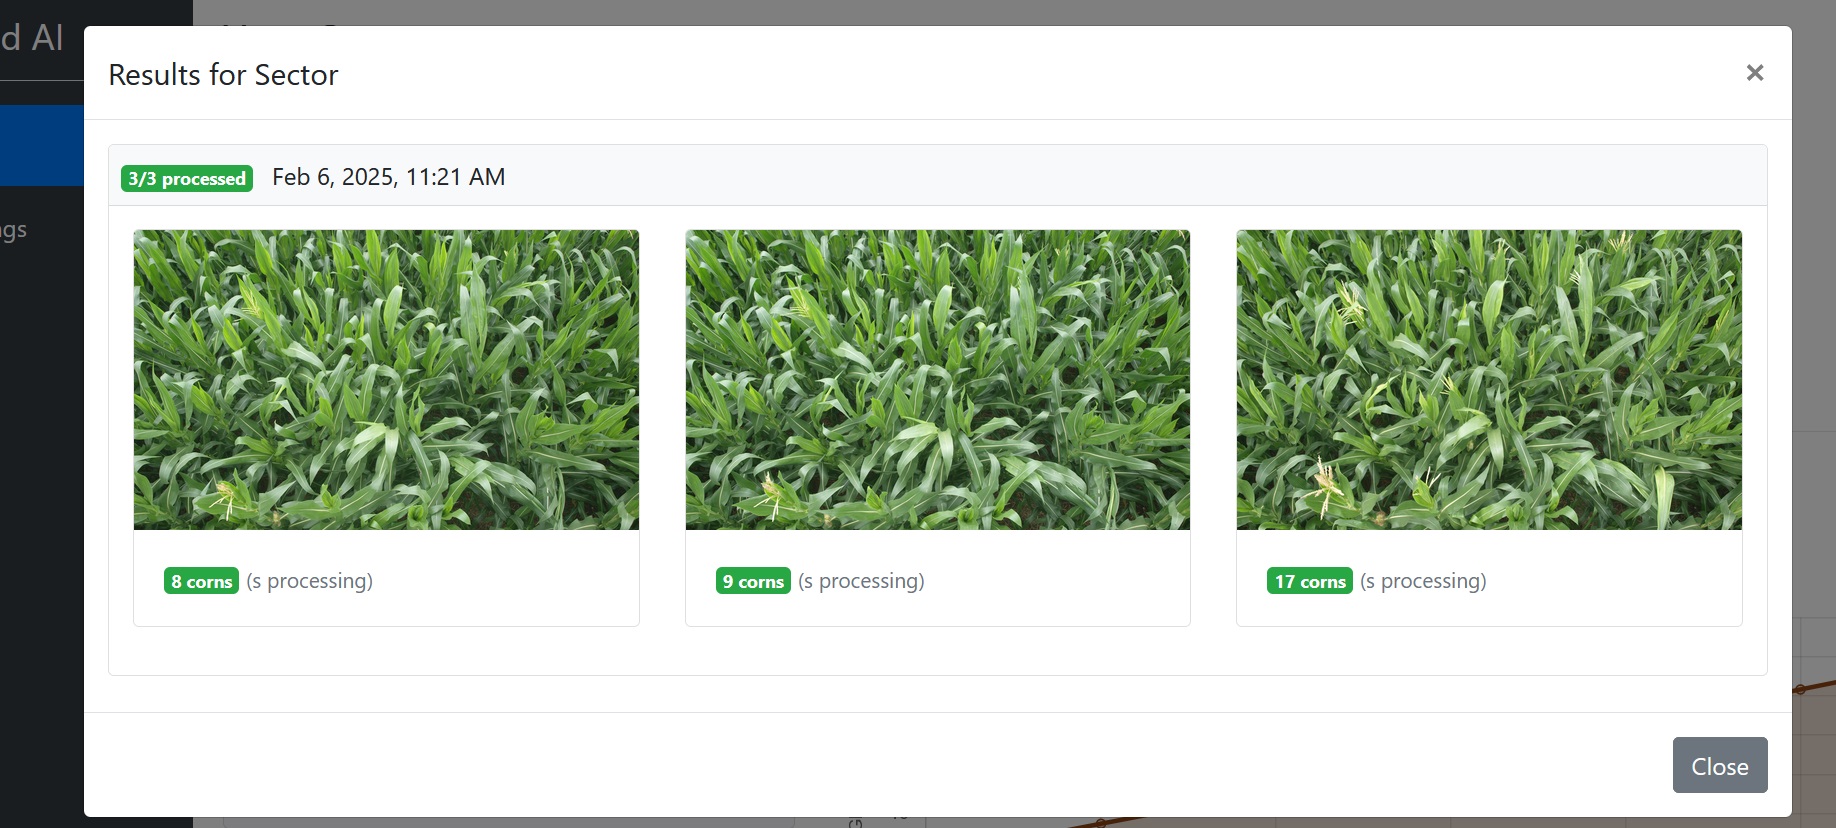 d AI
Results for Sector
×
3/3 processed Feb 6, 2025, 11:21 AM
ngs
8 corns (s processing)
9 corns (s processing)
17 corns (s processing)
Close